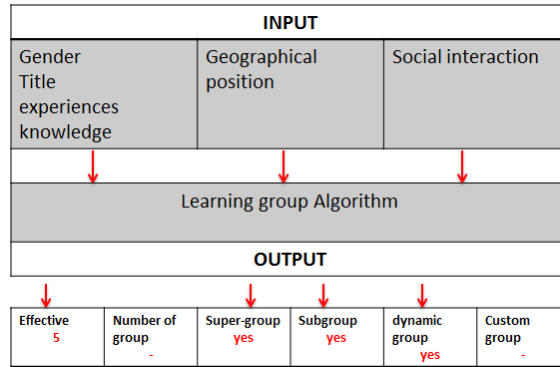 INPUT
Gender
Title
experiences
knowledge
Geographical
position
Social interaction
Learning group Algorithm
OUTPUT
Effective
5
Number of
group
-
Super-group
yes
Subgroup
yes
dynamic
group
yes
Custom
group
-